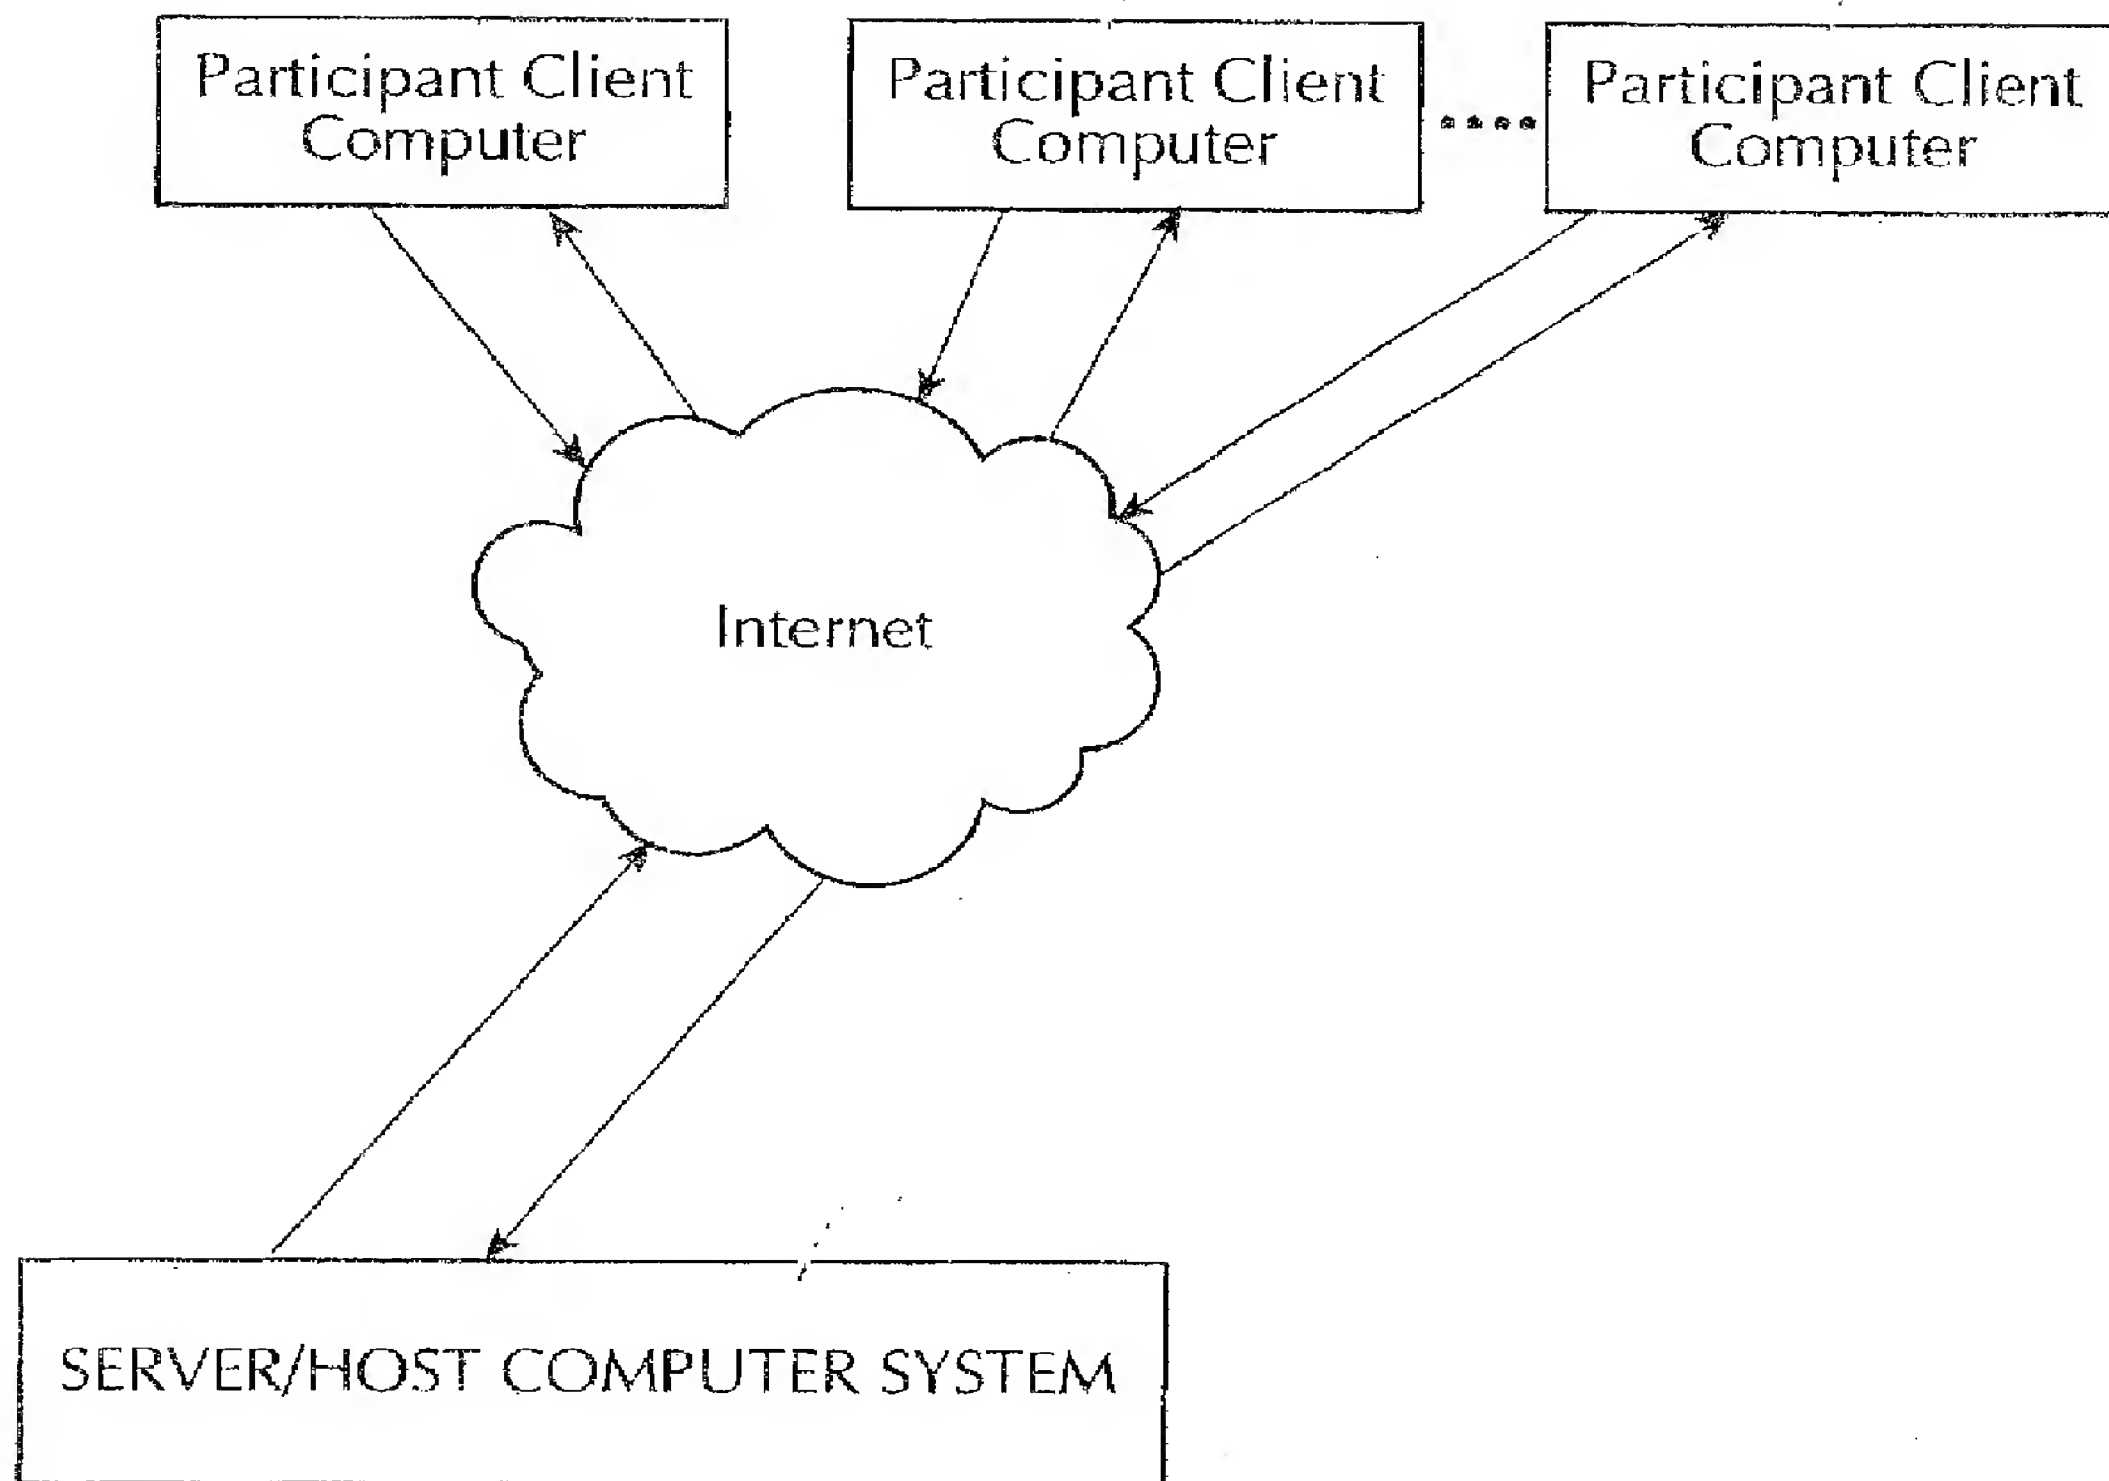 Participant Client
Computer
Participant Client
Computer
Participant Client
Computer
Internet
SERVER/HOST COMPUTER SYSTEM